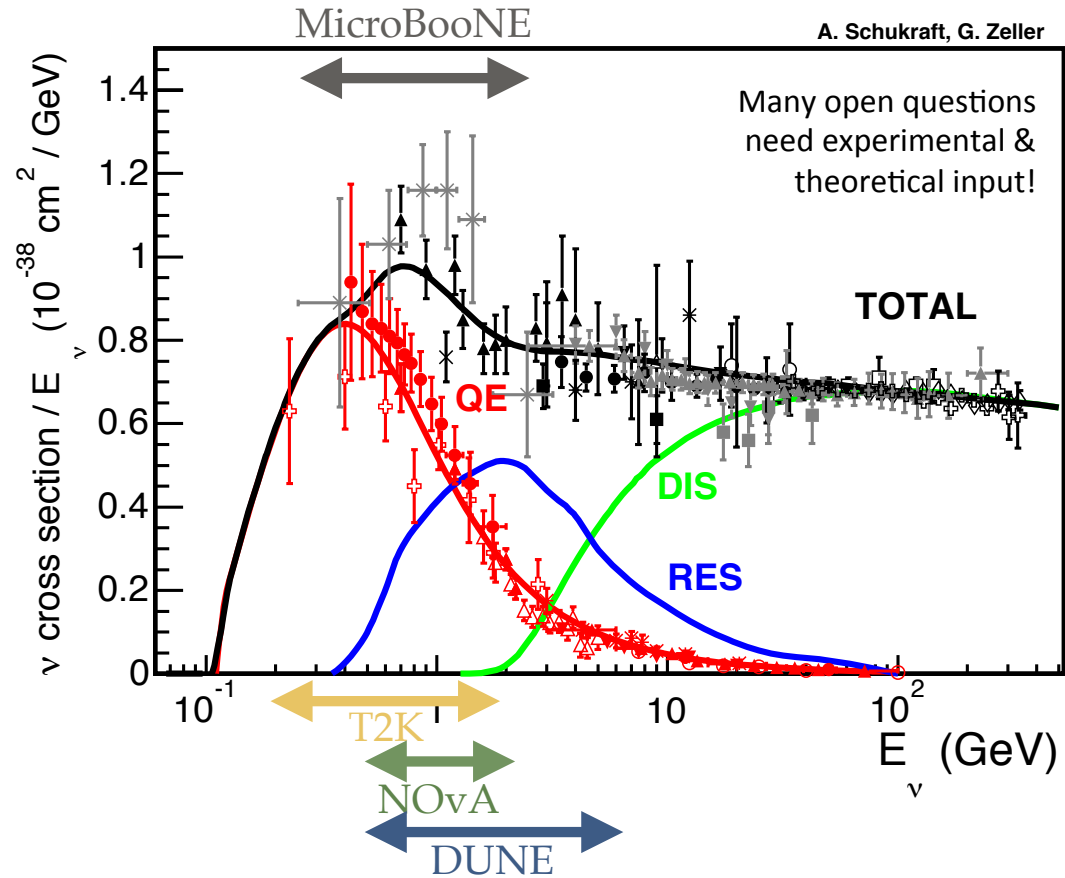 MicroBooNE
A. Schukraft, G. Zeller
Many open questions
need experimental &
theoretical input!
ν cross section / E_ν (10^-38 cm^2 / GeV)
1.4
1.2
1
0.8
0.6
0.4
0.2
0
TOTAL
QE
DIS
RES
10^-1
1
10
10^2
E_ν (GeV)
T2K
NOvA
DUNE